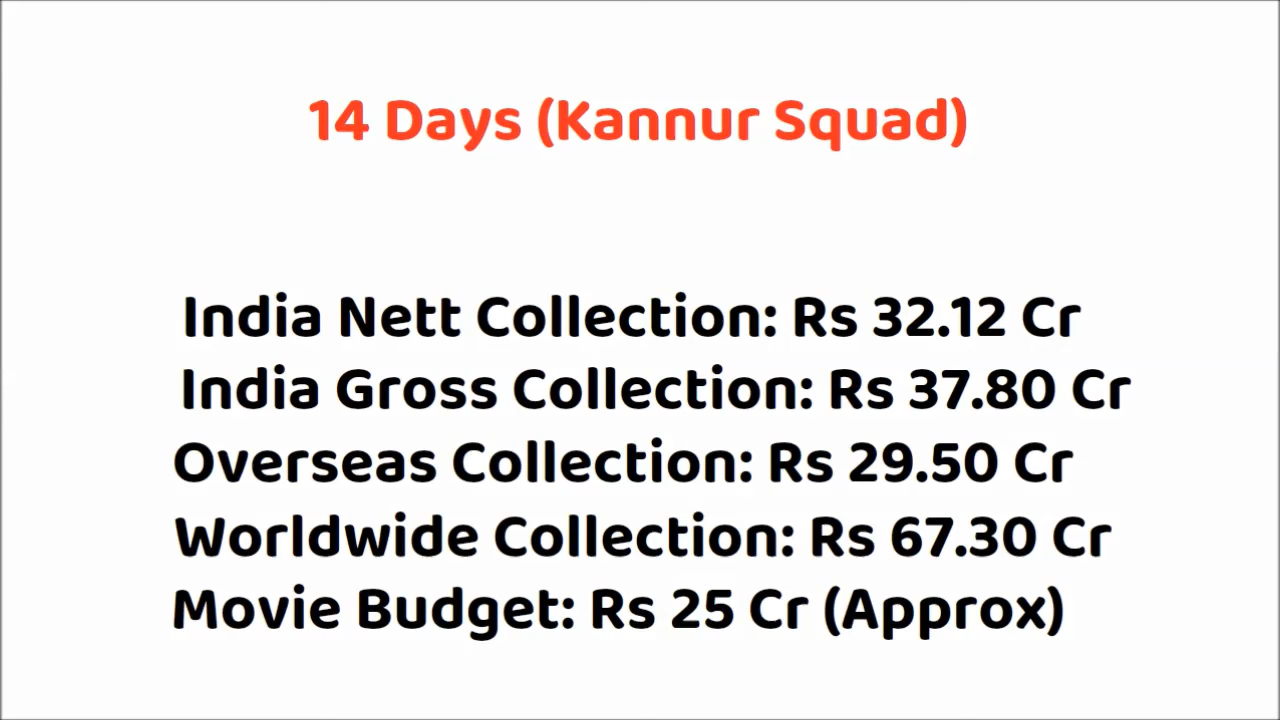 14 Days (Kannur Squad)
India Nett Collection: Rs 32.12 Cr
India Gross Collection: Rs 37.80 Cr
Overseas Collection: Rs 29.50 Cr
Worldwide Collection: Rs 67.30 Cr
Movie Budget: Rs 25 Cr (Approx)